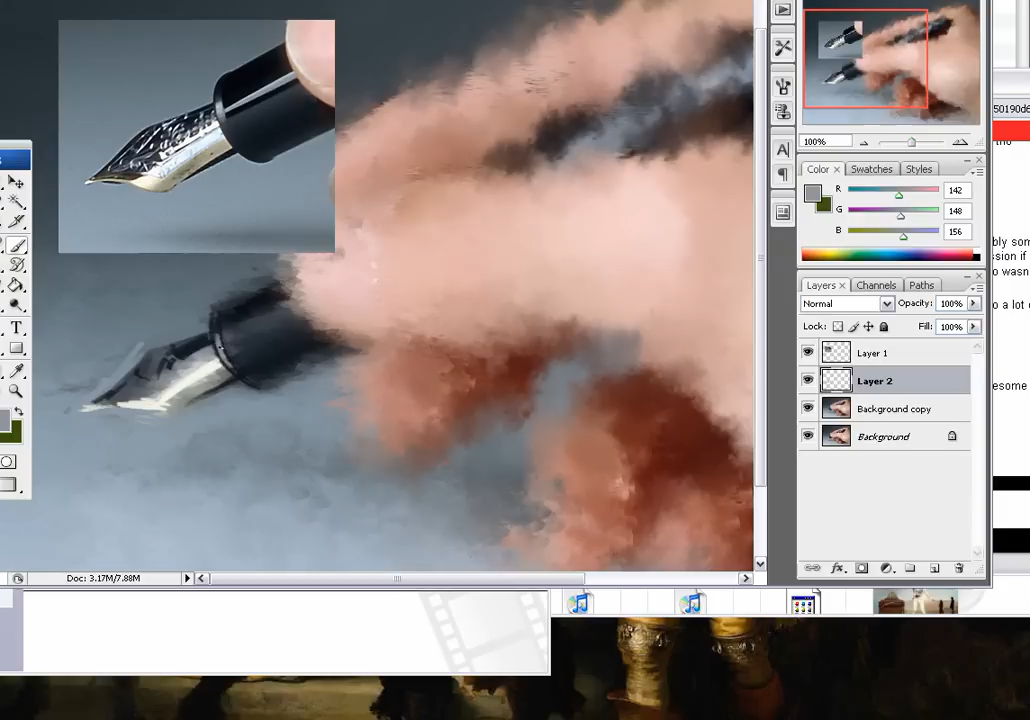 100%
Color × Swatches Styles
R 142
G 148
B 156
Layers × Channels Paths
Normal Opacity: 100%
Lock: Fill: 100%
Layer 1
Layer 2
Background copy
Background
Doc: 3.17M/7.88M
T
A
50190d6
bly som
ssion if
o wasn
o a lot o
esome